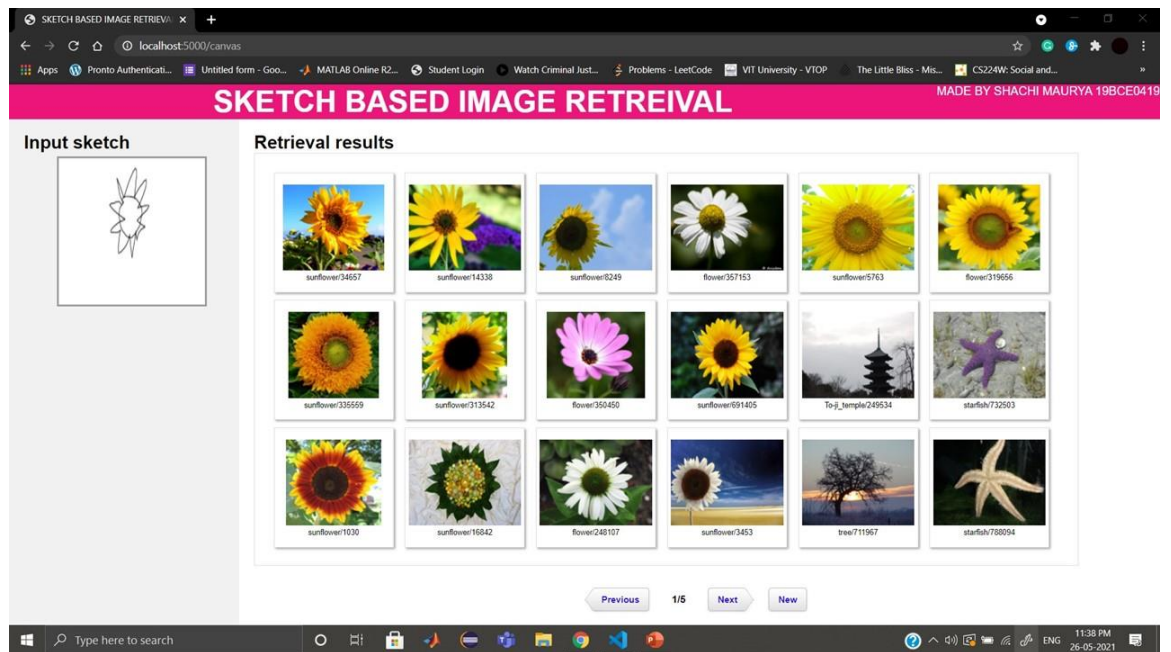 SKETCH BASED IMAGE RETRIEVA
localhost:5000/canvas
Apps Pronto Authenticati... Untitled form - Goo... MATLAB Online R2... Student Login Watch Criminal Just... Problems - LeetCode VIT University - VTOP The Little Bliss - Mis... CS224W: Social and...
SKETCH BASED IMAGE RETREIVAL
MADE BY SHACHI MAURYA 19BCE0419
Input sketch
Retrieval results
sunflower/34657 sunflower/14338 sunflower/8249 flower/357153 sunflower/5763 flower/319656
sunflower/335559 sunflower/313542 flower/350450 sunflower/691405 To-ji_temple/249534 starfish/732503
sunflower/1030 sunflower/16842 flower/248107 sunflower/3453 tree/711967 starfish/788094
Previous 1/5 Next New
Type here to search
ENG
11:38 PM
26-05-2021